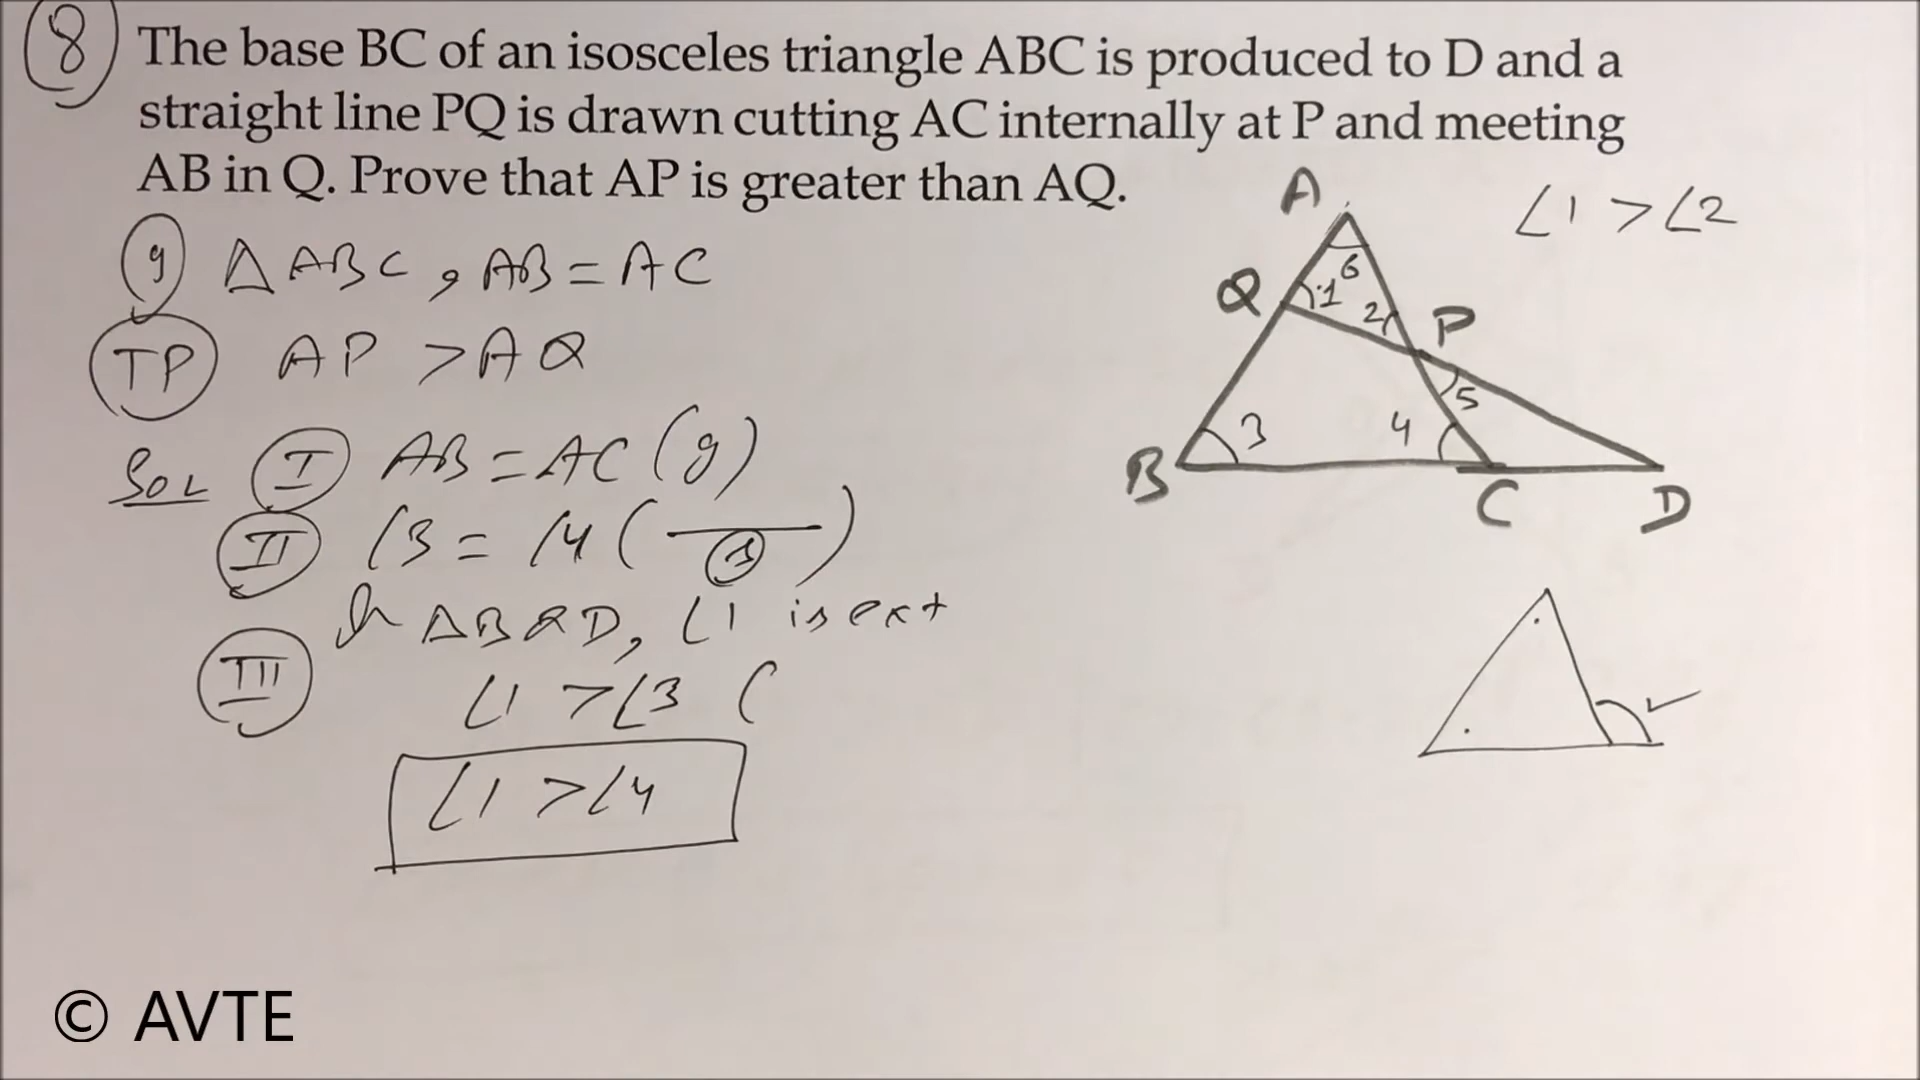 8 The base BC of an isosceles triangle ABC is produced to D and a
straight line PQ is drawn cutting AC internally at P and meeting
AB in Q. Prove that AP is greater than AQ.
∠1 > ∠2
g △ABC, AB = AC
TP AP > AQ
Sol I AB = AC (g)
II ∠3 = ∠4 ( 1 )
In △BQD, ∠1 is ext
III ∠1 > ∠3 (
∠1 > ∠4
A
6
Q 1
2 P
5
3 4
B C D
© AVTE